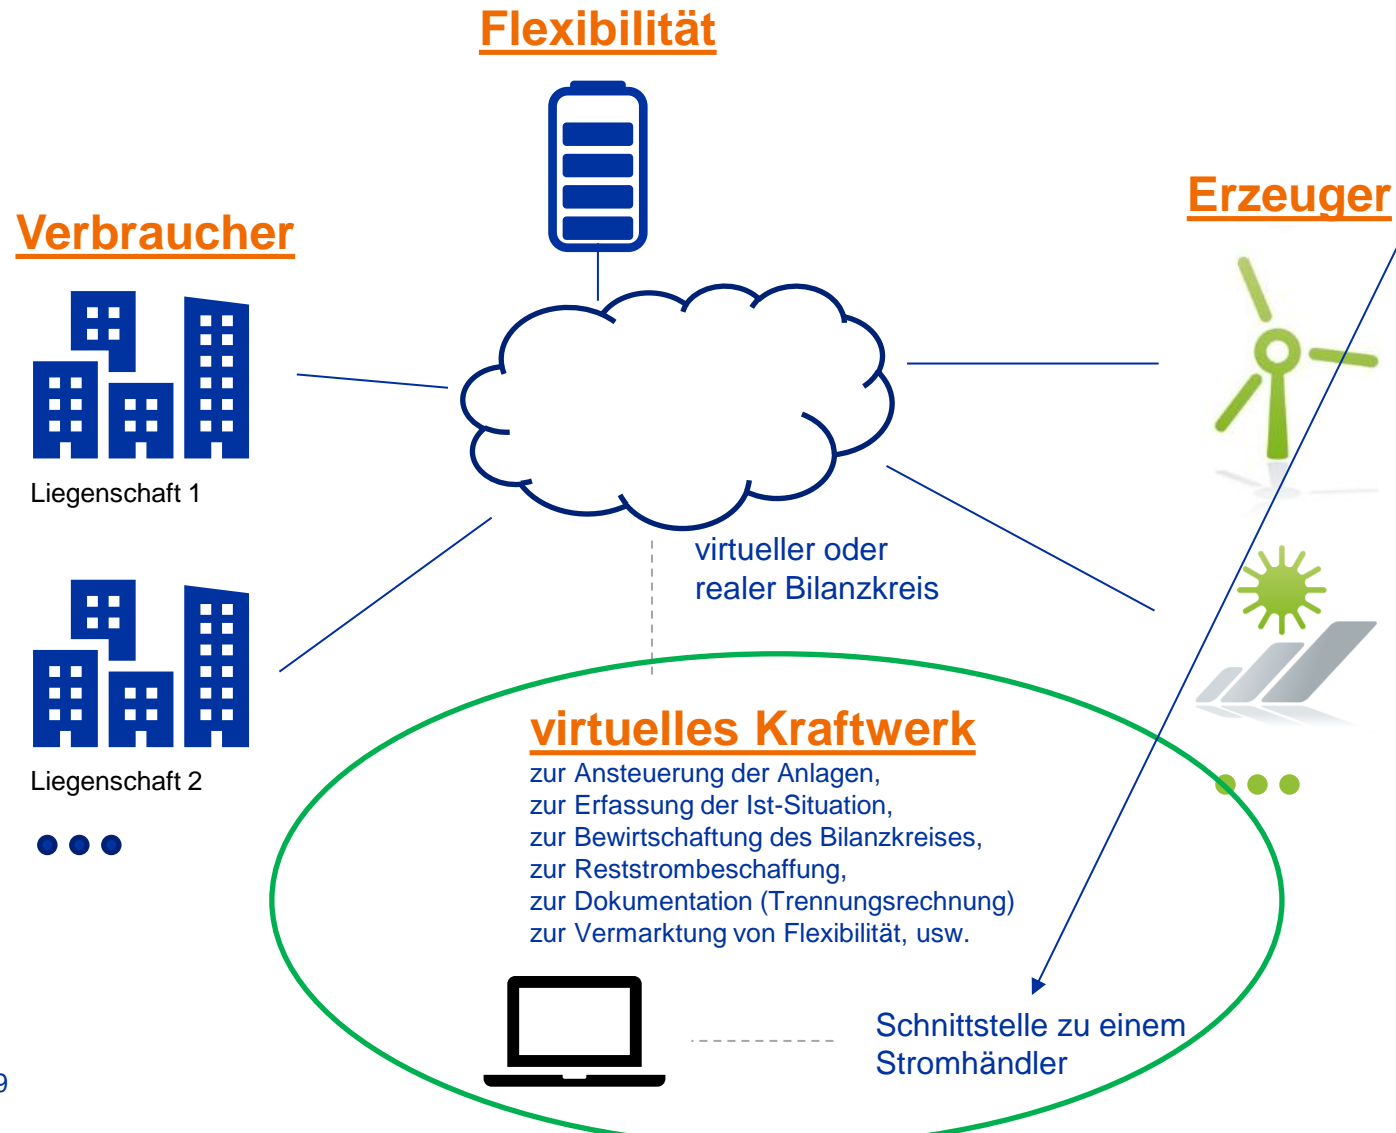 Flexibilität
Erzeuger
Verbraucher
Liegenschaft 1
virtueller oder
realer Bilanzkreis
Liegenschaft 2
virtuelles Kraftwerk
zur Ansteuerung der Anlagen,
zur Erfassung der Ist-Situation,
zur Bewirtschaftung des Bilanzkreises,
zur Reststrombeschaffung,
zur Dokumentation (Trennungsrechnung)
zur Vermarktung von Flexibilität, usw.
Schnittstelle zu einem
Stromhändler
9